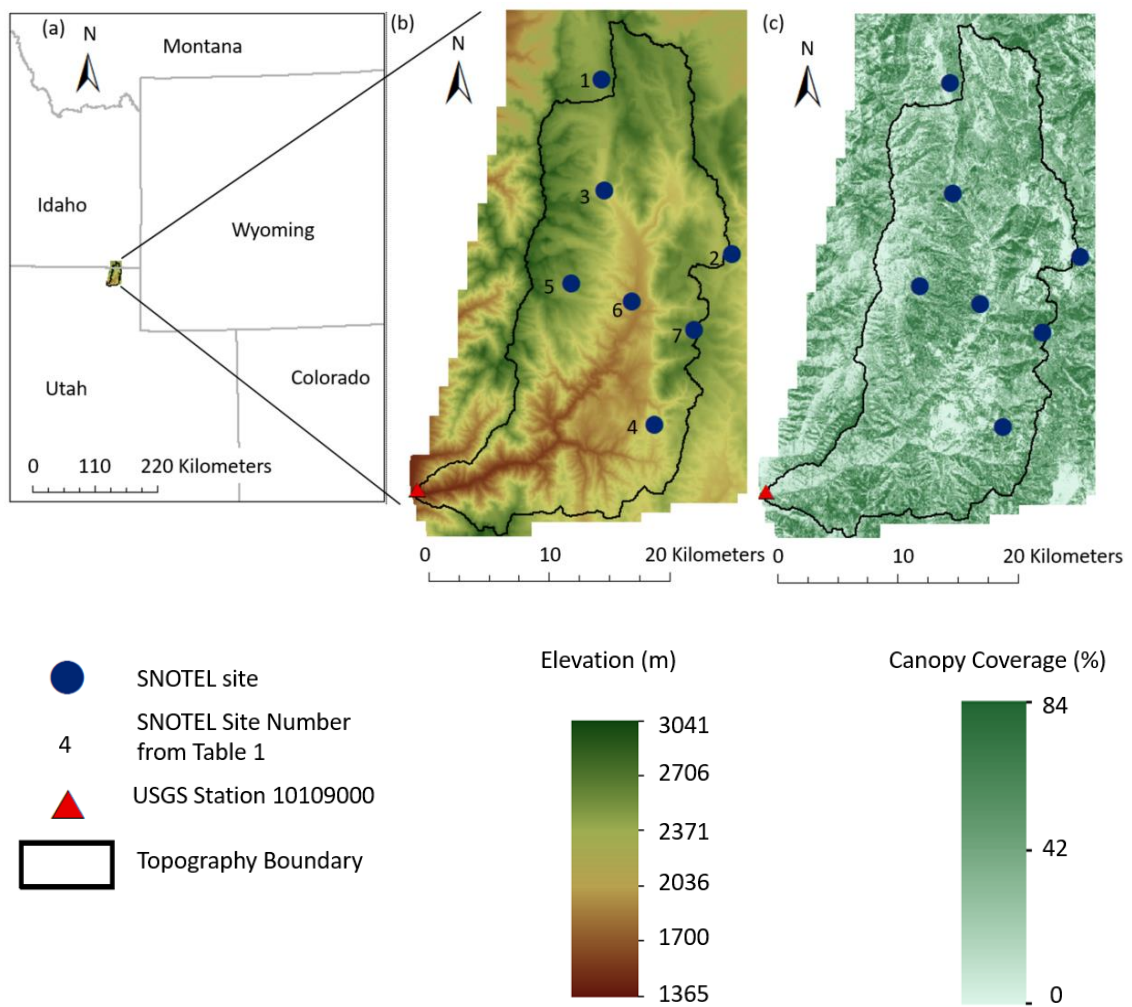 (a)
N
Montana
Idaho
Wyoming
Utah
Colorado
0 110 220 Kilometers
(b)
N
1
3
2
5
6
7
4
0 10 20 Kilometers
(c)
N
0 10 20 Kilometers
SNOTEL site
4
SNOTEL Site Number
from Table 1
USGS Station 10109000
Topography Boundary
Elevation (m)
3041
2706
2371
2036
1700
1365
Canopy Coverage (%)
84
42
0